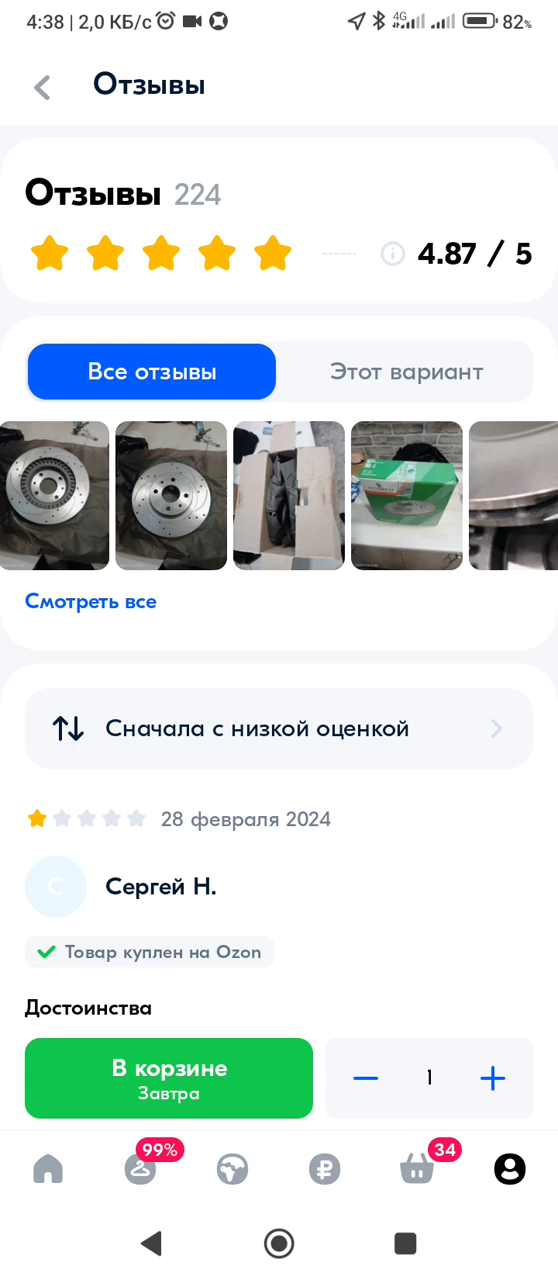 4:38 | 2,0 КБ/с 4G 82%
Отзывы
Отзывы 224
4.87 / 5
Все отзывы Этот вариант
Смотреть все
Сначала с низкой оценкой
28 февраля 2024
С Сергей Н.
Товар куплен на Ozon
Достоинства
В корзине
Завтра
1
99% 34